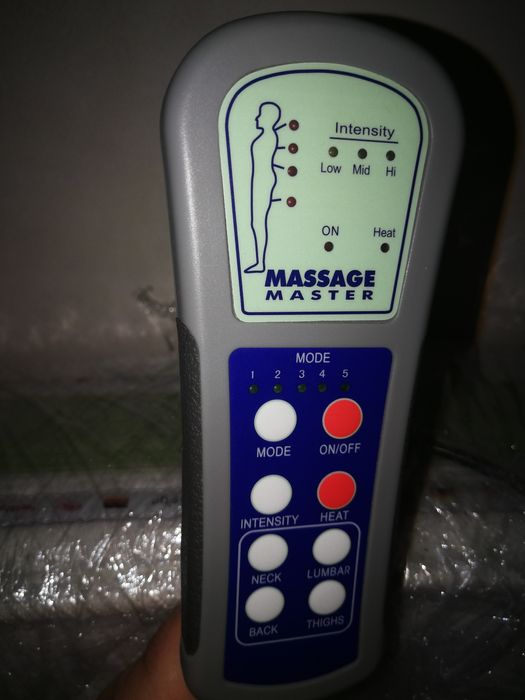 Intensity
Low Mid Hi
ON Heat
MASSAGE
MASTER
MODE
1 2 3 4 5
MODE ON/OFF
INTENSITY HEAT
NECK LUMBAR
BACK THIGHS